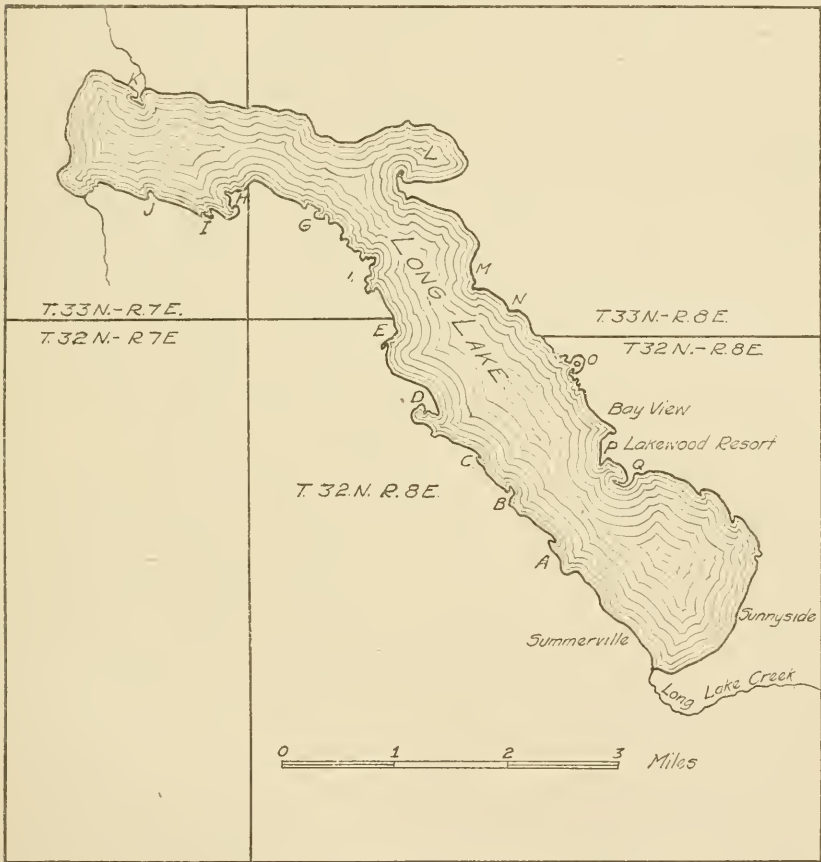 K
L
J
I
H
G
M
N
LONG LAKE
T.33N.-R.7E.
T.33N.-R.8E.
T.32N.-R.7E
T.32N.-R.8E.
E
O
D
Bay View
P
Lakewood Resort
Q
C
T.32.N. R.8E.
B
A
Sunnyside
Summerville
Long Lake Creek
0 1 2 3 Miles